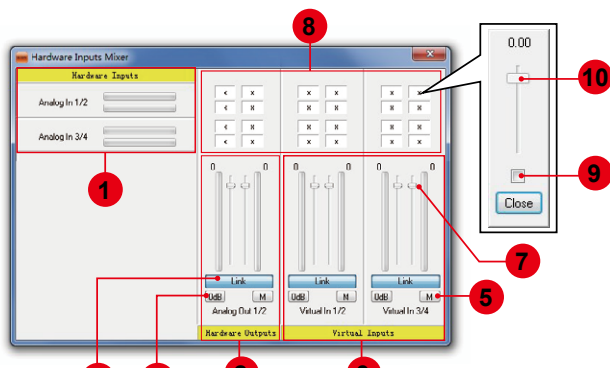 8
0.00
Hardware Inputs Mixer
Hardware Inputs
10
Analog In 1/2
Analog In 3/4
1
9
Close
0 0 0 0 0 0
7
Link Link Link
0dB M 0dB M 0dB M
5
Analog Out 1/2 Virtual In 1/2 Virtual In 3/4
Hardware Outputs Virtual Inputs